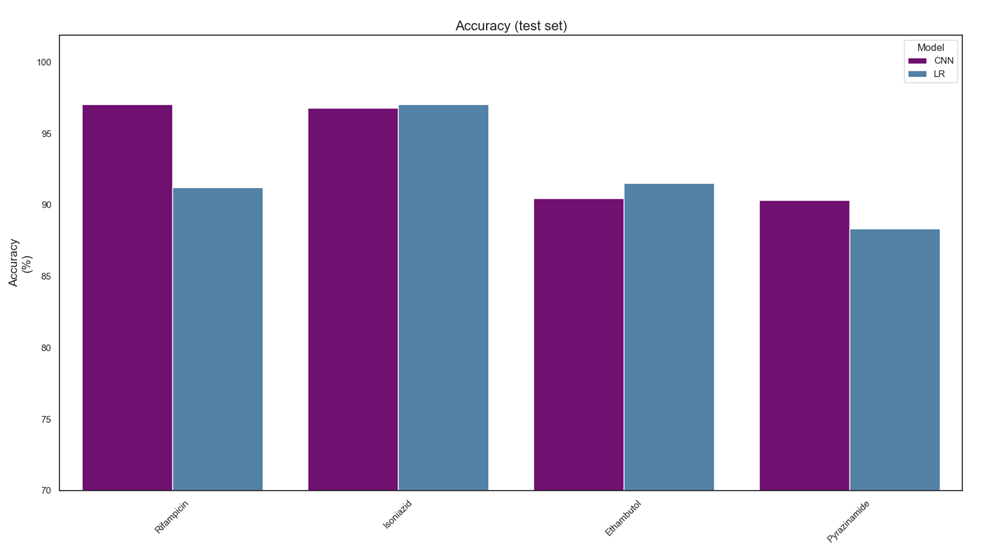 Accuracy (test set)
Model
CNN
LR
Accuracy
(%)
100
95
90
85
80
75
70
Rifampicin
Isoniazid
Ethambutol
Pyrazinamide